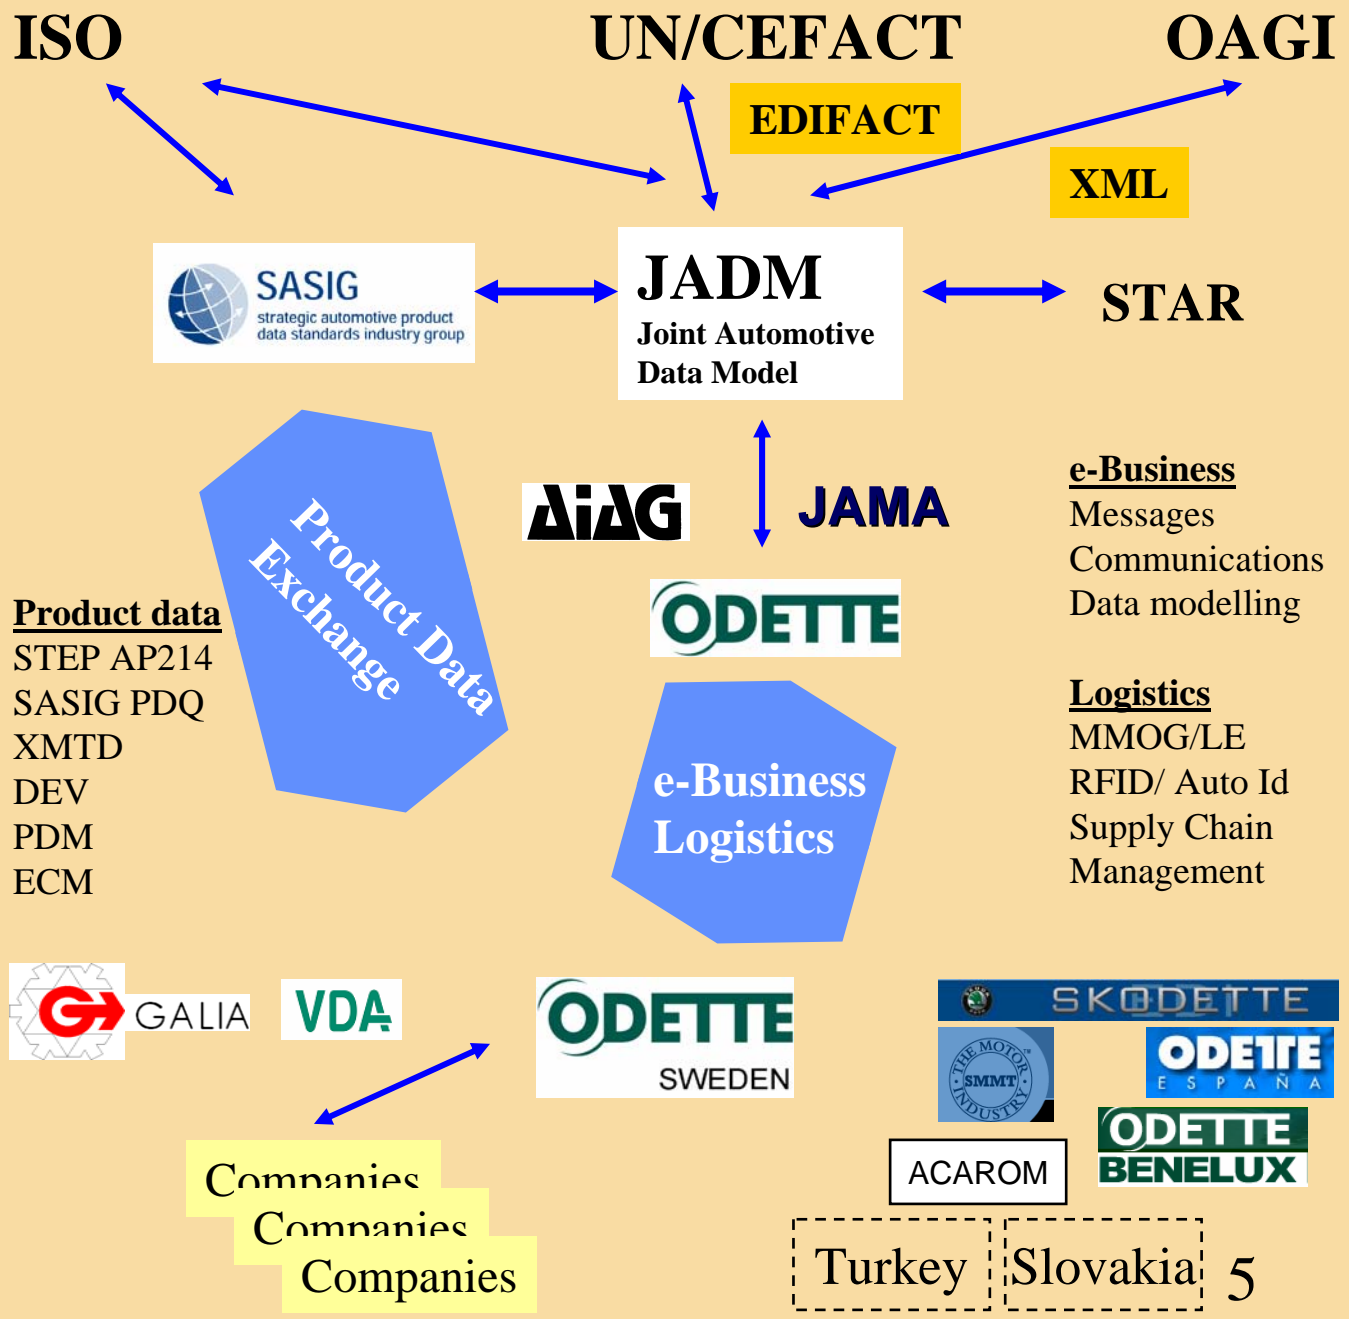 ISO
UN/CEFACT
OAGI
EDIFACT
XML
SASIG
strategic automotive product
data standards industry group
JADM
Joint Automotive
Data Model
STAR
Product Data
Exchange
AiAG
JAMA
ODETTE
e-Business
Messages
Communications
Data modelling
Product data
STEP AP214
SASIG PDQ
XMTD
DEV
PDM
ECM
e-Business
Logistics
Logistics
MMOG/LE
RFID/ Auto Id
Supply Chain
Management
G
GALIA
VDA
ODETTE
SWEDEN
SKODETTE
THE MOTOR
SMMT
INDUSTRY
ODETTE
ESPAÑA
ODETTE
BENELUX
ACAROM
Companies
Companies
Companies
Turkey
Slovakia
5